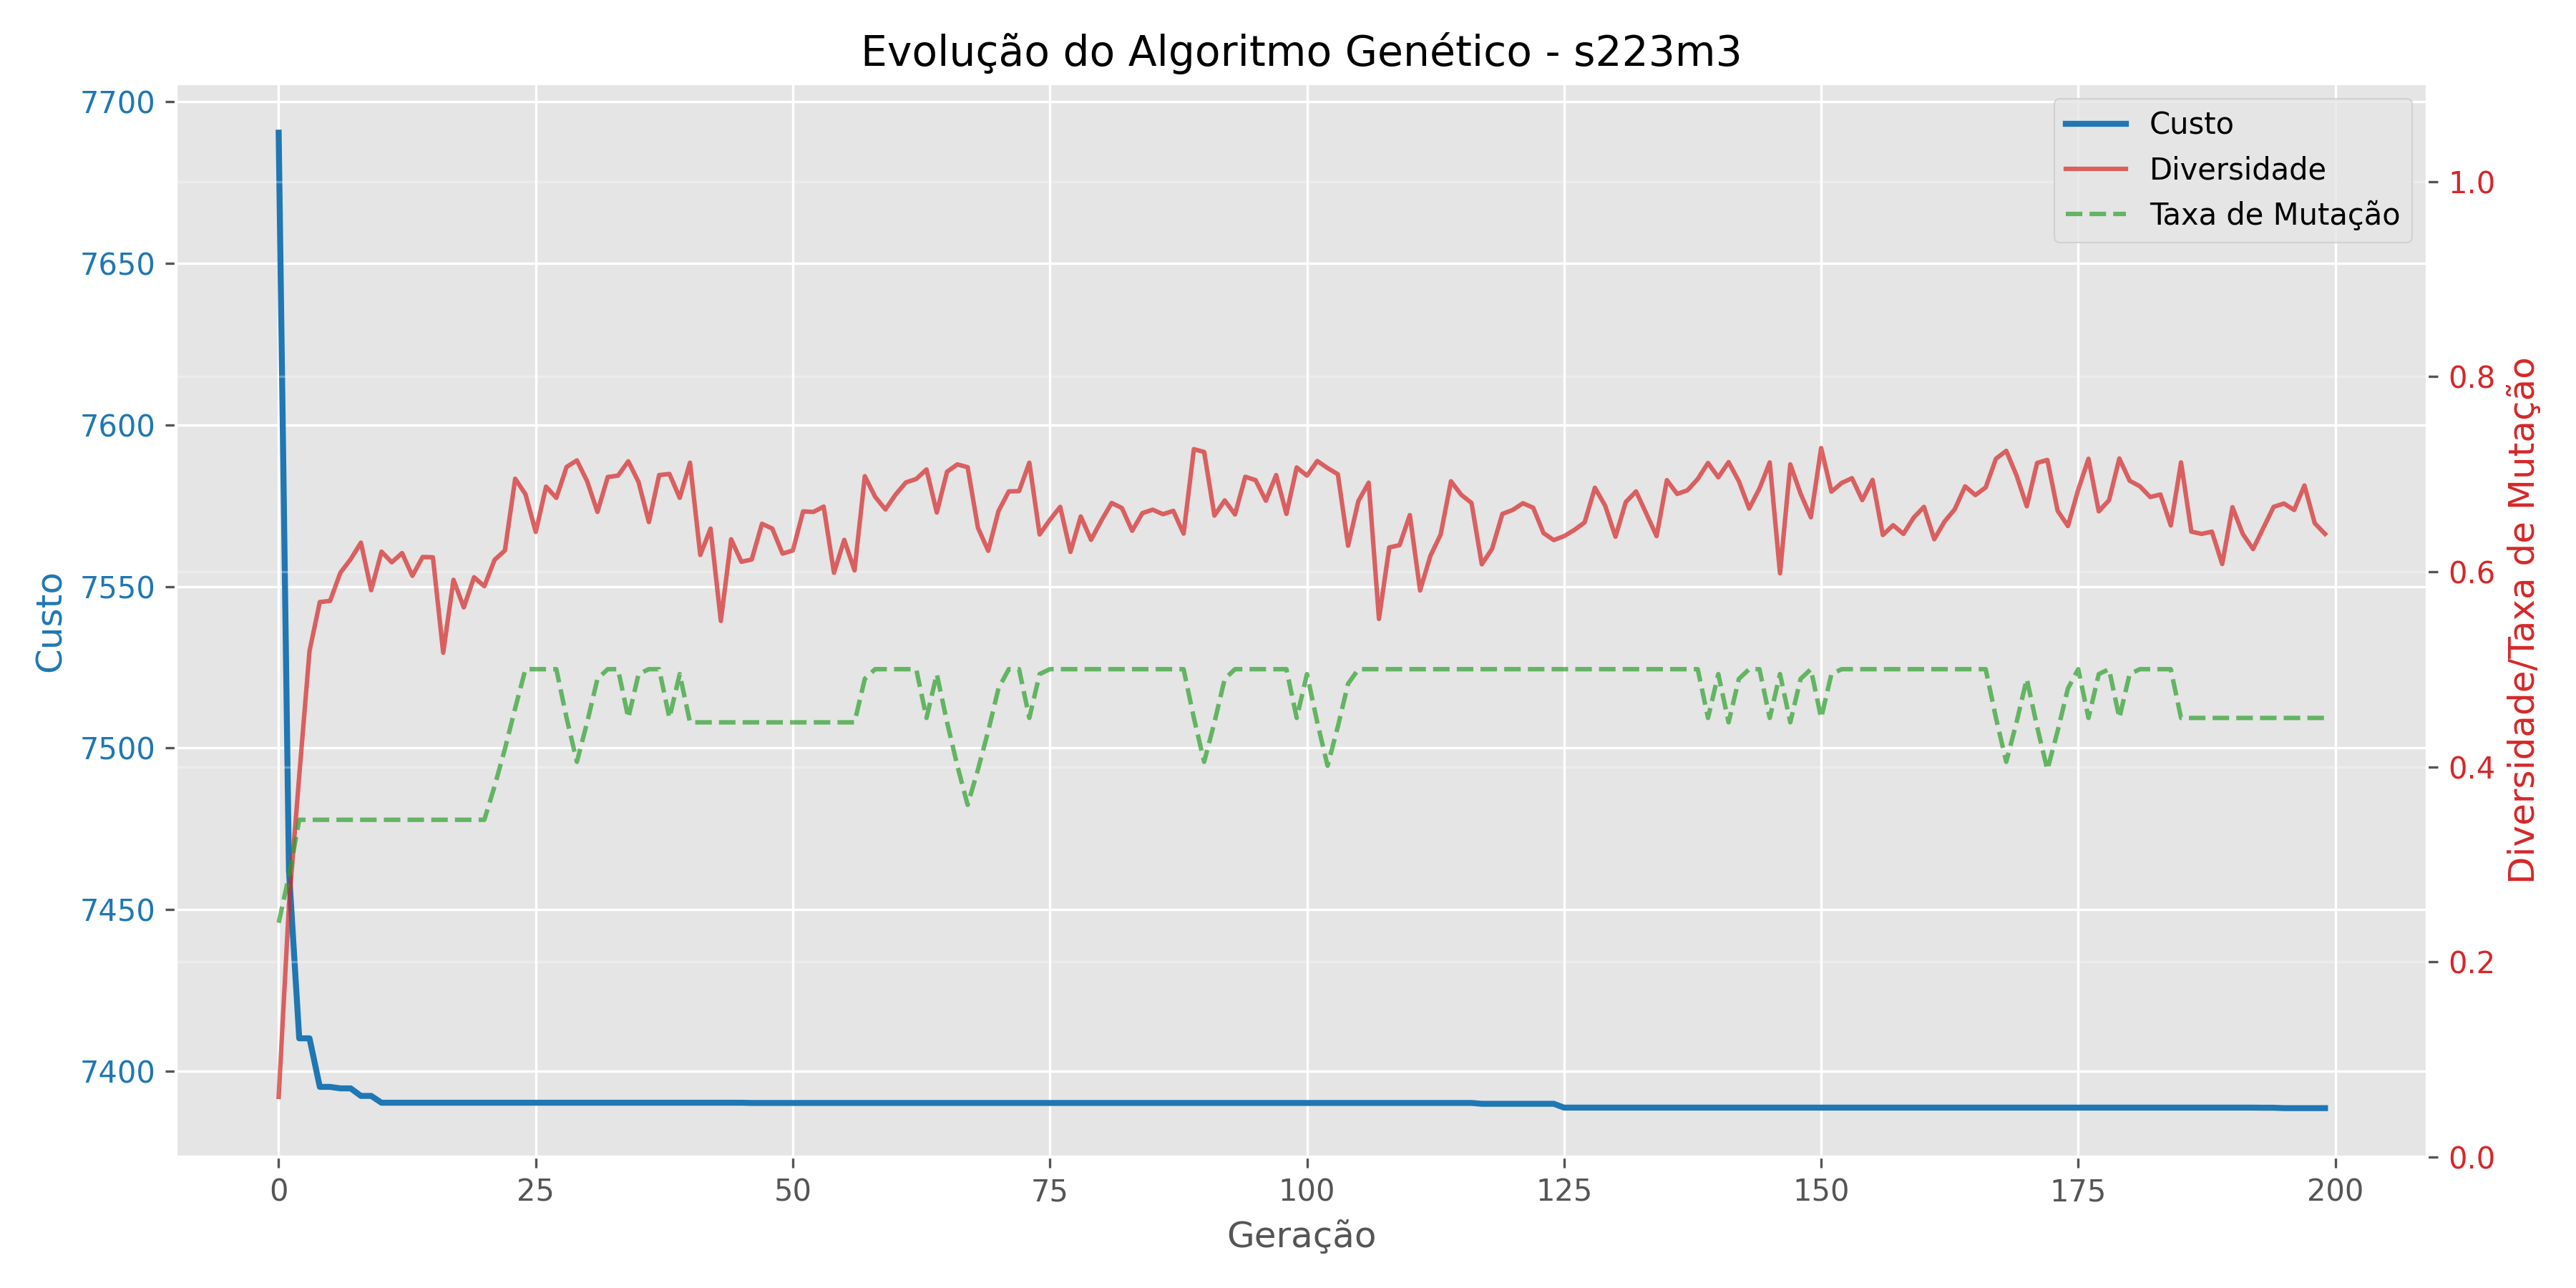 Evolução do Algoritmo Genético - s223m3
Custo
Diversidade
Taxa de Mutação
7700
7650
7600
7550
7500
7450
7400
Custo
1.0
0.8
0.6
0.4
0.2
0.0
Diversidade/Taxa de Mutação
0 25 50 75 100 125 150 175 200
Geração